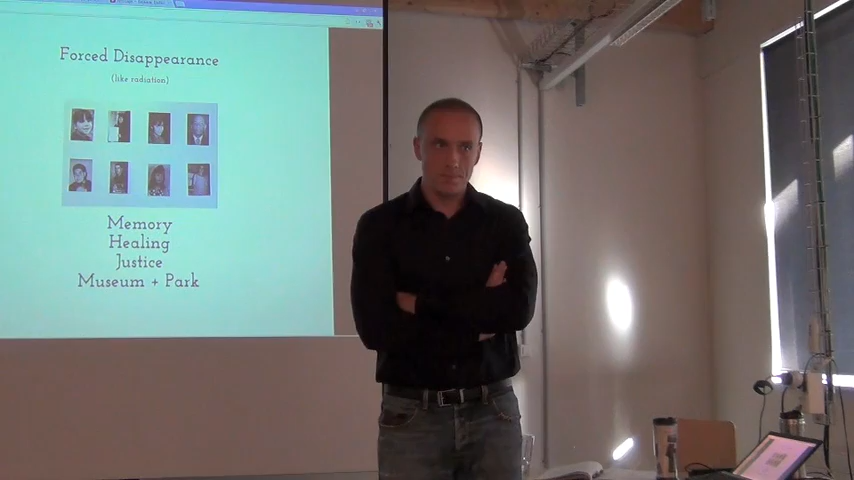 Forced Disappearance
(like radiation)
Memory
Healing
Justice
Museum + Park